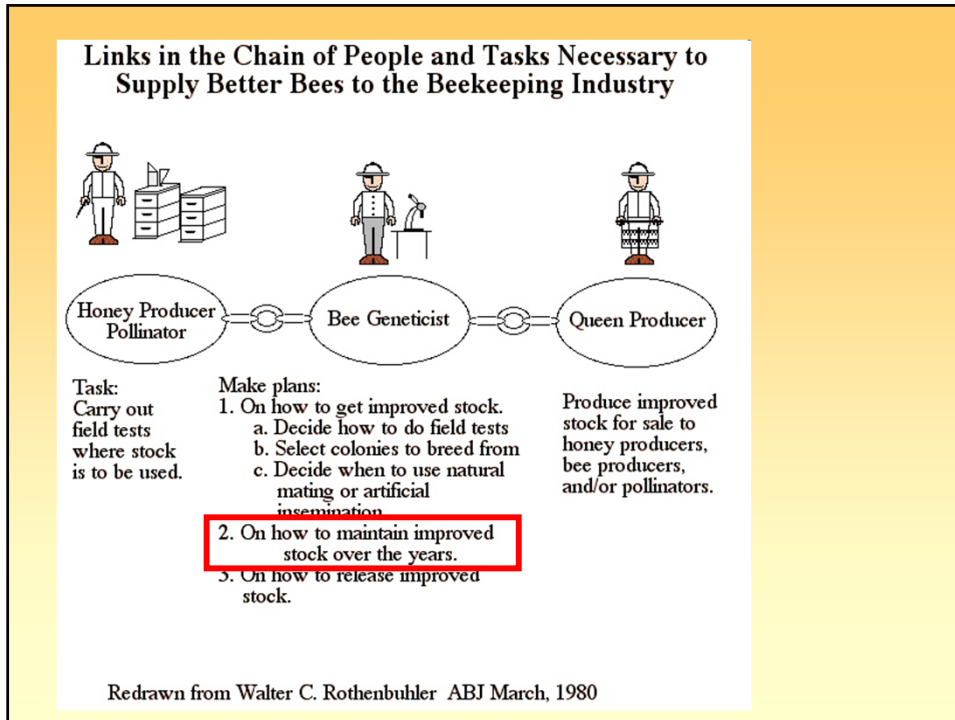 Links in the Chain of People and Tasks Necessary to
Supply Better Bees to the Beekeeping Industry
Honey Producer
Pollinator
Bee Geneticist
Queen Producer
Task:
Carry out
field tests
where stock
is to be used.
Make plans:
1. On how to get improved stock.
a. Decide how to do field tests
b. Select colonies to breed from
c. Decide when to use natural
mating or artificial
insemination
2. On how to maintain improved
stock over the years.
3. On how to release improved
stock.
Produce improved
stock for sale to
honey producers,
bee producers,
and/or pollinators.
Redrawn from Walter C. Rothenbuhler ABJ March, 1980